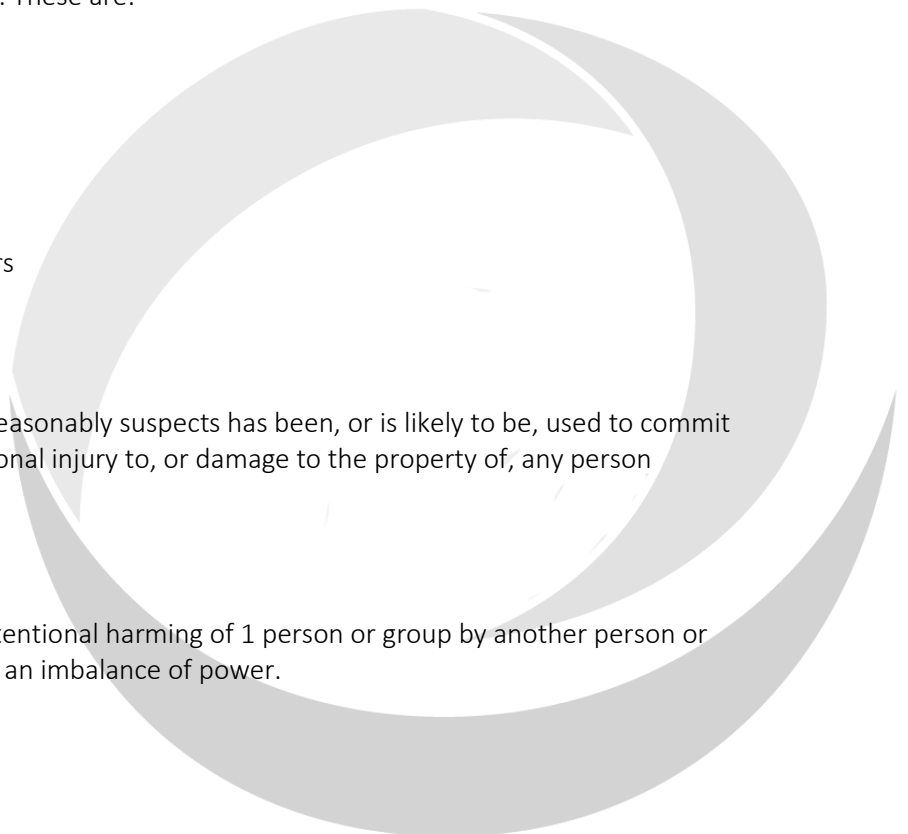 . These are:
rs
easonably suspects has been, or is likely to be, used to commit
onal injury to, or damage to the property of, any person
tentional harming of 1 person or group by another person or
an imbalance of power.